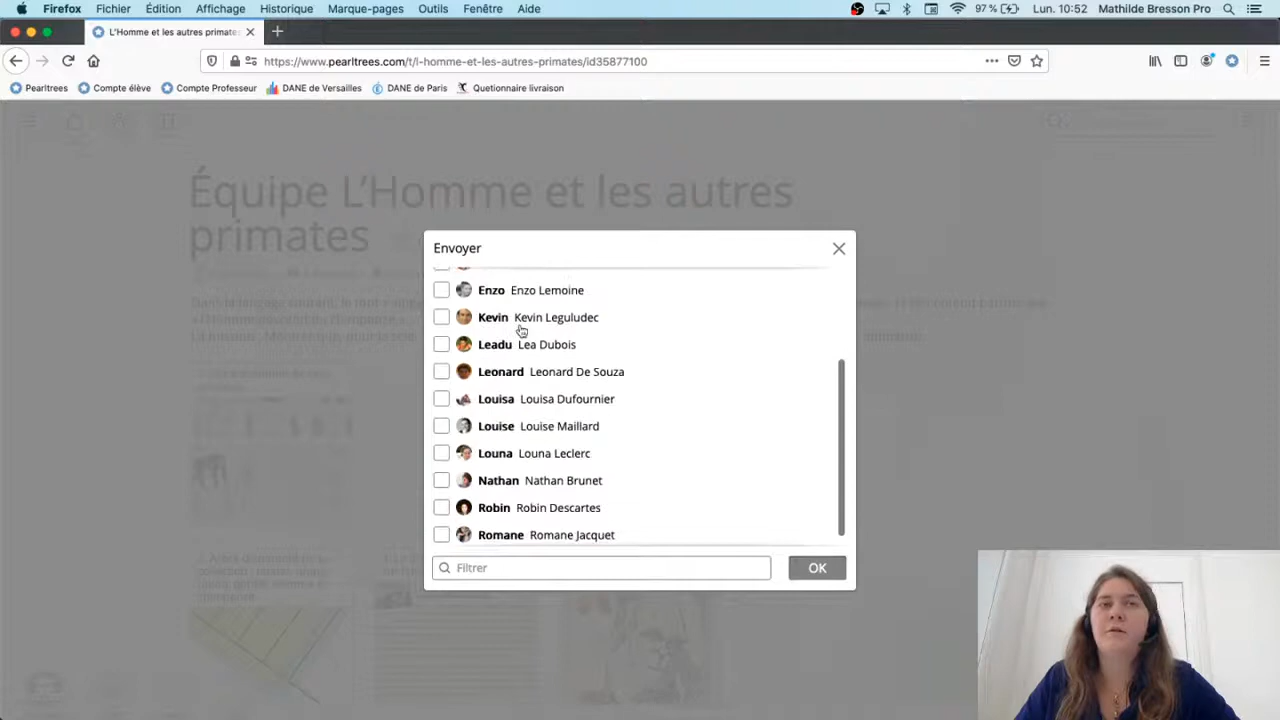 Firefox Fichier Édition Affichage Historique Marque-pages Outils Fenêtre Aide 97 % Lun. 10:52 Mathilde Bresson Pro
L'Homme et les autres primates
https://www.pearltrees.com/t/l-homme-et-les-autres-primates/id35877100
Pearltrees Compte élève Compte Professeur DANE de Versailles DANE de Paris Quetionnaire livraison
Équipe L'Homme et les autres
primates
Envoyer
Enzo Enzo Lemoine
Kevin Kevin Leguludec
Leadu Lea Dubois
Leonard Leonard De Souza
Louisa Louisa Dufournier
Louise Louise Maillard
Louna Louna Leclerc
Nathan Nathan Brunet
Robin Robin Descartes
Romane Romane Jacquet
Filtrer
OK